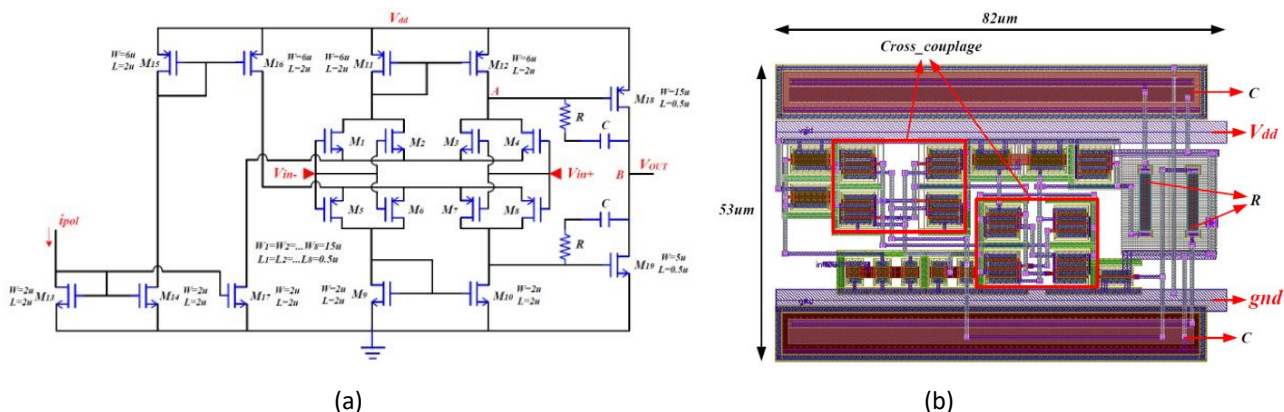 Vdd
W=6u
L=2u
M15
M16
W=6u
L=2u
W=6u
L=2u
M11
M12
W=6u
L=2u
A
M18
W=15u
L=0.5u
R
C
M1
M2
M3
M4
Vin-
Vin+
B
VOUT
M5
M6
M7
M8
C
R
ipol
W1=W2=...W8=15u
L1=L2=...L8=0.5u
W=5u
L=0.5u
M19
W=2u
L=2u
M13
M14
W=2u
L=2u
M17
W=2u
L=2u
W=2u
L=2u
M9
M10
W=2u
L=2u
(a)
82um
Cross_couplage
53um
C
Vdd
R
gnd
C
(b)